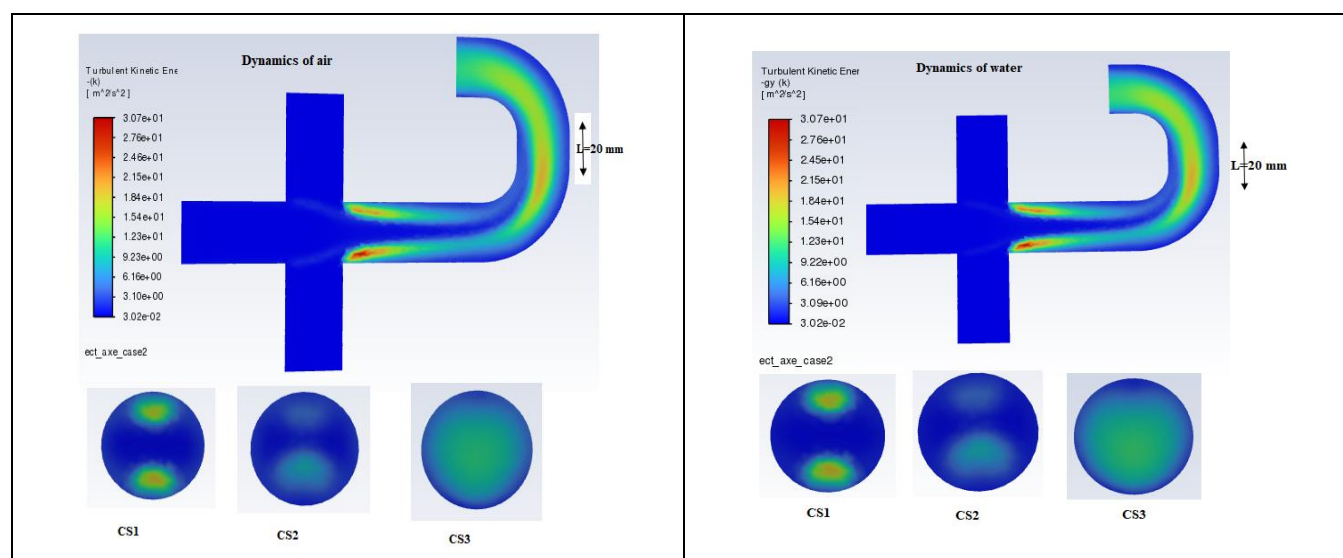 Dynamics of air
Turbulent Kinetic Ene
-(k)
[ m^2/s^2 ]
3.07e+01
2.76e+01
2.46e+01
2.15e+01
1.84e+01
1.54e+01
1.23e+01
9.23e+00
6.16e+00
3.10e+00
3.02e-02
L=20 mm
ect_axe_case2
CS1
CS2
CS3
Dynamics of water
Turbulent Kinetic Ener
-gy (k)
[ m^2/s^2 ]
3.07e+01
2.76e+01
2.45e+01
2.15e+01
1.84e+01
1.54e+01
1.23e+01
9.22e+00
6.16e+00
3.09e+00
3.02e-02
L=20 mm
ect_axe_case2
CS1
CS2
CS3